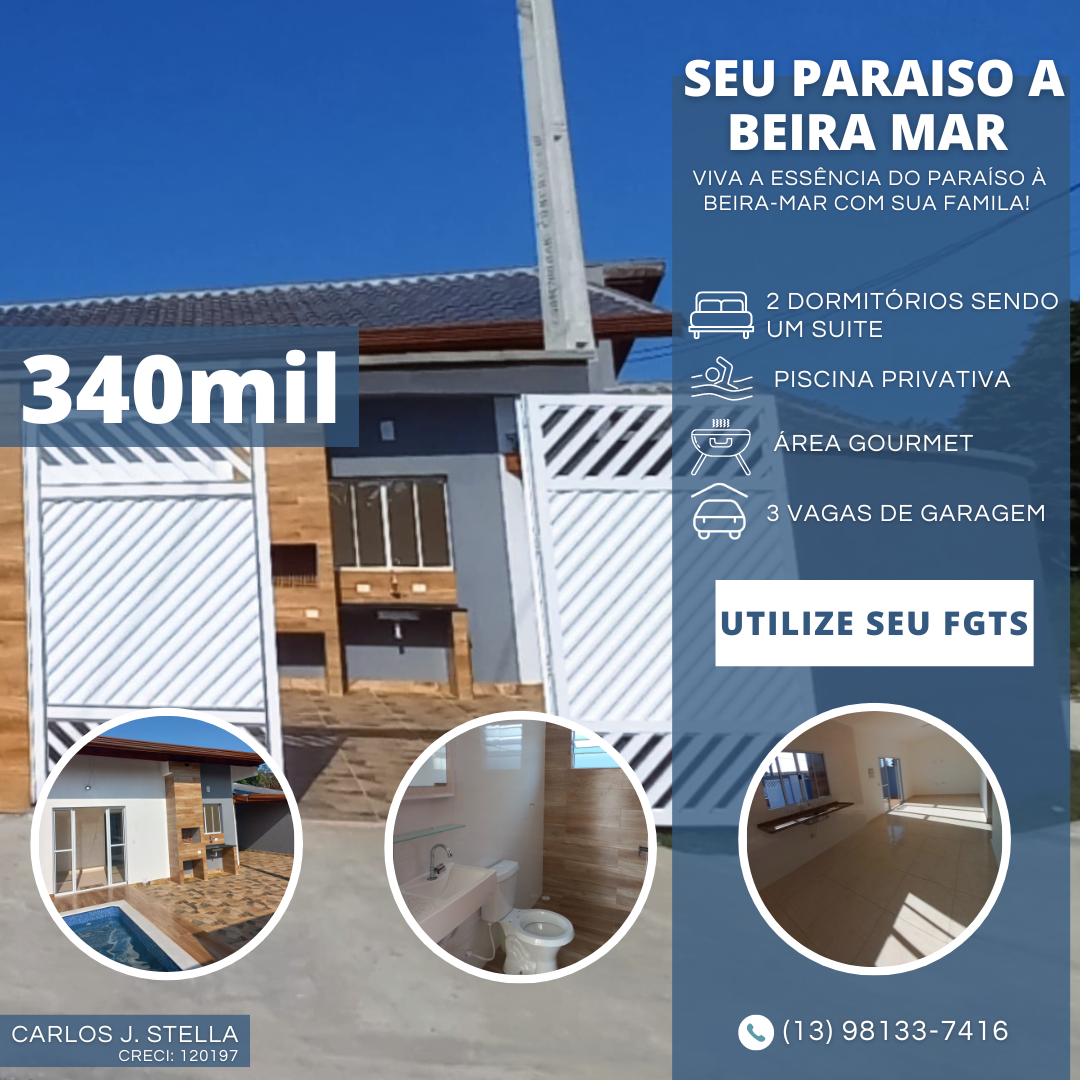 SEU PARAISO A
BEIRA MAR
VIVA A ESSÊNCIA DO PARAÍSO À
BEIRA-MAR COM SUA FAMILA!
2 DORMITÓRIOS SENDO
UM SUITE
PISCINA PRIVATIVA
ÁREA GOURMET
3 VAGAS DE GARAGEM
340mil
UTILIZE SEU FGTS
CARLOS J. STELLA
CRECI: 120197
(13) 98133-7416